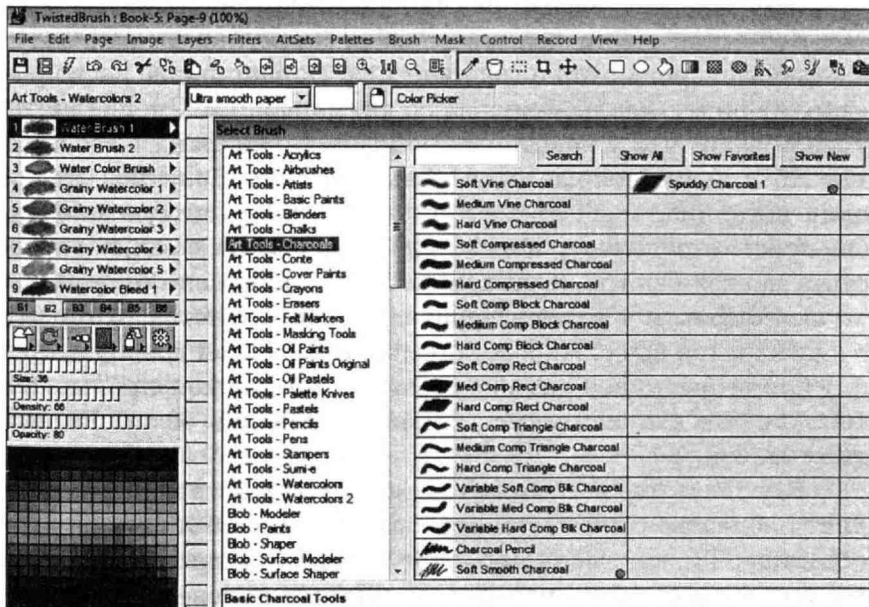 TwistedBrush : Book-5: Page-9 (100%)
File Edit Page Image Layers Filters ArtSets Palettes Brush Mask Control Record View Help
Art Tools - Watercolors 2
Ultra smooth paper
Color Picker
1 Water Brush 1
2 Water Brush 2
3 Water Color Brush
4 Grainy Watercolor 1
5 Grainy Watercolor 2
6 Grainy Watercolor 3
7 Grainy Watercolor 4
8 Grainy Watercolor 5
9 Watercolor Bleed 1
B1 B2 B3 B4 B5 B6
Size: 36
Density: 66
Opacity: 80
Select Brush
Art Tools - Acrylics
Art Tools - Airbrushes
Art Tools - Artists
Art Tools - Basic Paints
Art Tools - Blenders
Art Tools - Chalks
Art Tools - Charcoals
Art Tools - Conte
Art Tools - Cover Paints
Art Tools - Crayons
Art Tools - Erasers
Art Tools - Felt Markers
Art Tools - Masking Tools
Art Tools - Oil Paints
Art Tools - Oil Paints Original
Art Tools - Oil Pastels
Art Tools - Palette Knives
Art Tools - Pastels
Art Tools - Pencils
Art Tools - Pens
Art Tools - Stampers
Art Tools - Sumi-e
Art Tools - Watercolors
Art Tools - Watercolors 2
Blob - Modeler
Blob - Paints
Blob - Shaper
Blob - Surface Modeler
Blob - Surface Shaper
Search Show All Show Favorites Show New
Soft Vine Charcoal
Medium Vine Charcoal
Hard Vine Charcoal
Soft Compressed Charcoal
Medium Compressed Charcoal
Hard Compressed Charcoal
Soft Comp Block Charcoal
Medium Comp Block Charcoal
Hard Comp Block Charcoal
Soft Comp Rect Charcoal
Med Comp Rect Charcoal
Hard Comp Rect Charcoal
Soft Comp Triangle Charcoal
Medium Comp Triangle Charcoal
Hard Comp Triangle Charcoal
Variable Soft Comp Blk Charcoal
Variable Med Comp Blk Charcoal
Variable Hard Comp Blk Charcoal
Charcoal Pencil
Soft Smooth Charcoal
Spuddy Charcoal 1
Basic Charcoal Tools